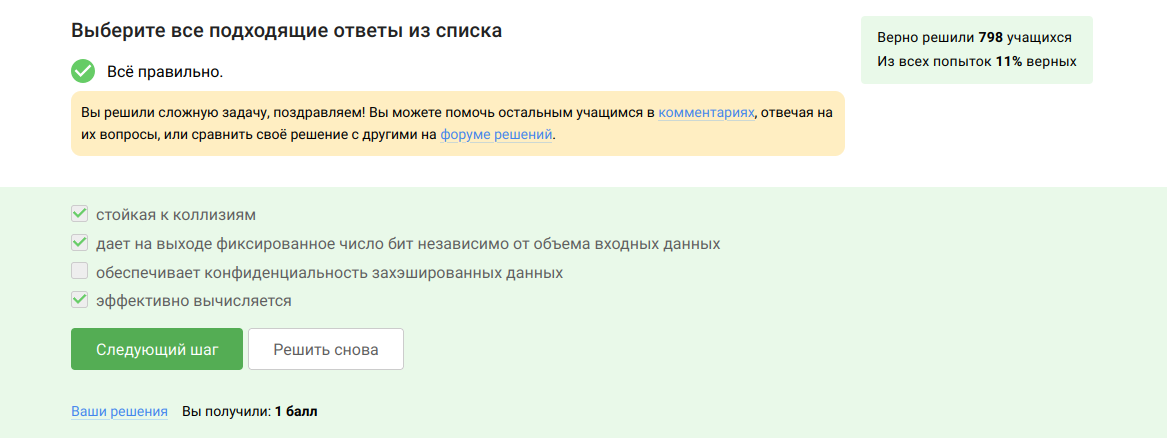 Выберите все подходящие ответы из списка
Верно решили 798 учащихся
Из всех попыток 11% верных
Всё правильно.
Вы решили сложную задачу, поздравляем! Вы можете помочь остальным учащимся в комментариях, отвечая на
их вопросы, или сравнить своё решение с другими на форуме решений.
стойкая к коллизиям
дает на выходе фиксированное число бит независимо от объема входных данных
обеспечивает конфиденциальность захэшированных данных
эффективно вычисляется
Следующий шаг
Решить снова
Ваши решения Вы получили: 1 балл